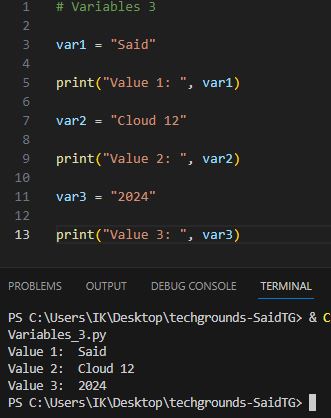 1 # Variables 3
2
3 var1 = "Said"
4
5 print("Value 1: ", var1)
6
7 var2 = "Cloud 12"
8
9 print("Value 2: ", var2)
10
11 var3 = "2024"
12
13 print("Value 3: ", var3)
PROBLEMS OUTPUT DEBUG CONSOLE TERMINAL
PS C:\Users\IK\Desktop\techgrounds-SaidTG> & C
Variables_3.py
Value 1:  Said
Value 2:  Cloud 12
Value 3:  2024
PS C:\Users\IK\Desktop\techgrounds-SaidTG>